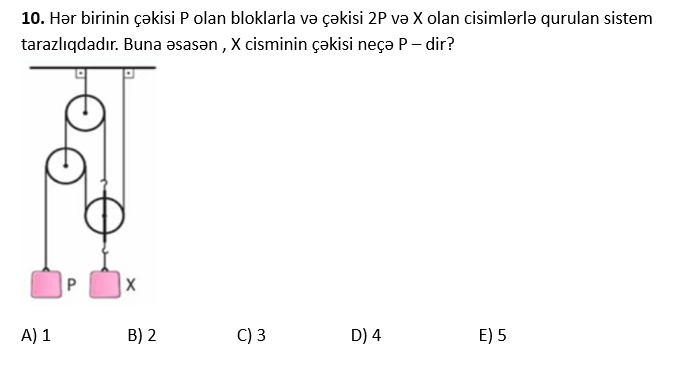 10. Hər birinin çəkisi P olan bloklarla və çəkisi 2P və X olan cisimlərlə qurulan sistem
tarazlıqdadır. Buna əsasən , X cisminin çəkisi neçə P – dir?
P X
A) 1 B) 2 C) 3 D) 4 E) 5